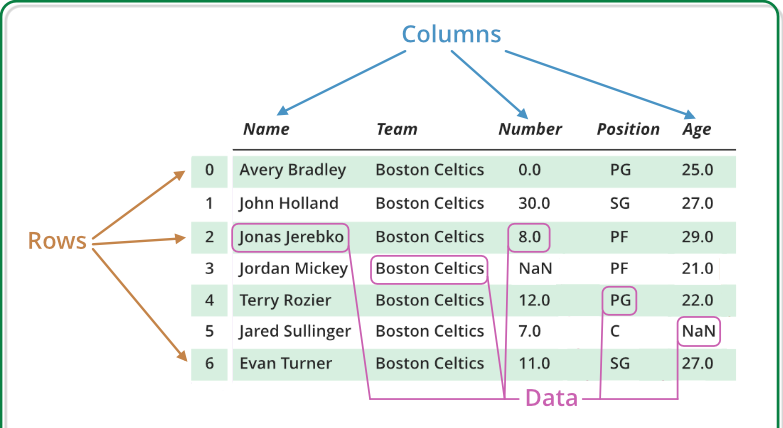 Columns
Name Team Number Position Age
0 Avery Bradley Boston Celtics 0.0 PG 25.0
1 John Holland Boston Celtics 30.0 SG 27.0
Rows
2 Jonas Jerebko Boston Celtics 8.0 PF 29.0
3 Jordan Mickey Boston Celtics NaN PF 21.0
4 Terry Rozier Boston Celtics 12.0 PG 22.0
5 Jared Sullinger Boston Celtics 7.0 C NaN
6 Evan Turner Boston Celtics 11.0 SG 27.0
Data